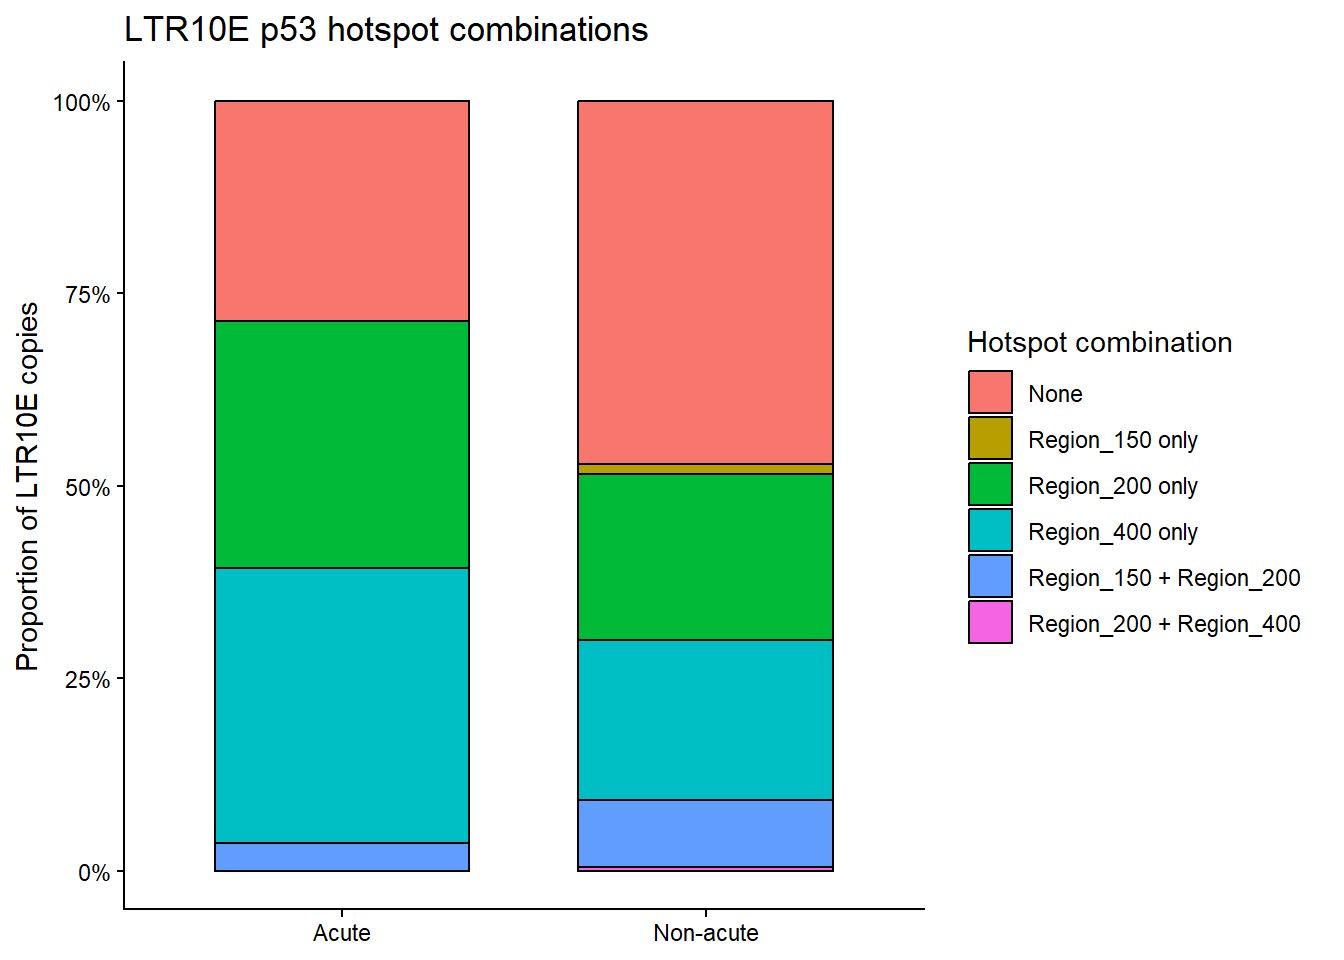 LTR10E p53 hotspot combinations
Proportion of LTR10E copies
100%
75%
50%
25%
0%
Acute
Non-acute
Hotspot combination
None
Region_150 only
Region_200 only
Region_400 only
Region_150 + Region_200
Region_200 + Region_400